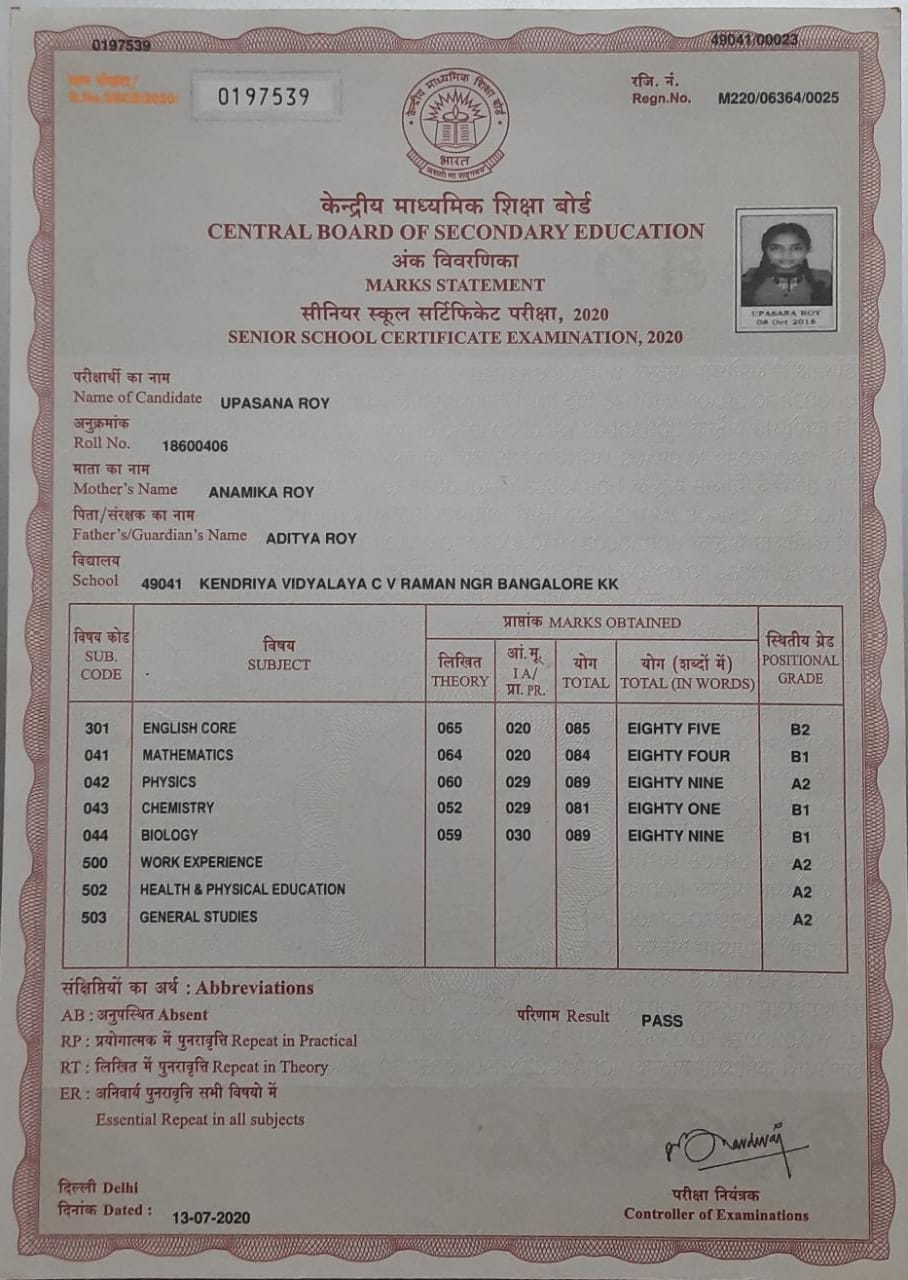 0197539 49041/00023
0197539
रजि. नं.
Regn.No. M220/06364/0025
केन्द्रीय माध्यमिक शिक्षा बोर्ड
भारत
केन्द्रीय माध्यमिक शिक्षा बोर्ड
CENTRAL BOARD OF SECONDARY EDUCATION
अंक विवरणिका
MARKS STATEMENT
सीनियर स्कूल सर्टिफिकेट परीक्षा, 2020
SENIOR SCHOOL CERTIFICATE EXAMINATION, 2020
UPASANA ROY
08 Oct 2018
परीक्षार्थी का नाम
Name of Candidate UPASANA ROY
अनुक्रमांक
Roll No. 18600406
माता का नाम
Mother's Name ANAMIKA ROY
पिता/संरक्षक का नाम
Father's/Guardian's Name ADITYA ROY
विद्यालय
School 49041 KENDRIYA VIDYALAYA C V RAMAN NGR BANGALORE KK
विषय कोड
SUB.
CODE
विषय
SUBJECT
प्राप्तांक MARKS OBTAINED
लिखित
THEORY
आं.मू.
I A/
प्रा. PR.
योग
TOTAL
योग (शब्दों में)
TOTAL (IN WORDS)
स्थितीय ग्रेड
POSITIONAL
GRADE
301 ENGLISH CORE 065 020 085 EIGHTY FIVE B2
041 MATHEMATICS 064 020 084 EIGHTY FOUR B1
042 PHYSICS 060 029 089 EIGHTY NINE A2
043 CHEMISTRY 052 029 081 EIGHTY ONE B1
044 BIOLOGY 059 030 089 EIGHTY NINE B1
500 WORK EXPERIENCE A2
502 HEALTH & PHYSICAL EDUCATION A2
503 GENERAL STUDIES A2
संक्षिप्तियों का अर्थ : Abbreviations
AB : अनुपस्थित Absent
परिणाम Result PASS
RP : प्रयोगात्मक में पुनरावृत्ति Repeat in Practical
RT : लिखित में पुनरावृत्ति Repeat in Theory
ER : अनिवार्य पुनरावृत्ति सभी विषयो में
Essential Repeat in all subjects
दिल्ली Delhi
दिनांक Dated : 13-07-2020
परीक्षा नियंत्रक
Controller of Examinations